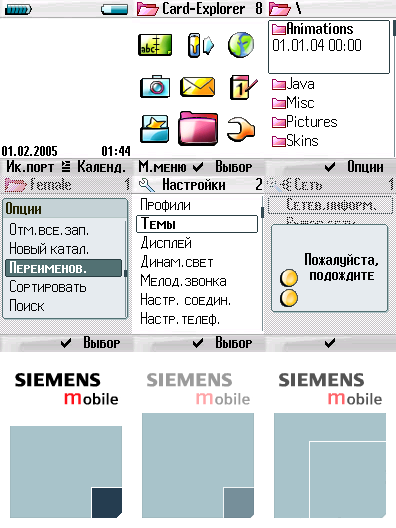 01.02.2005 01:44
Ик.порт Календ.
Card-Explorer 8
abc
1
М.меню Выбор
\
Animations
01.01.04 00:00
Java
Misc
Pictures
Skins
Опции
Female 1
Опции
Отм.все.зап.
Новый катал.
Переименов.
Сортировать
Поиск
Выбор
Настройки 2
Профили
Темы
Дисплей
Динам.свет
Мелод.звонка
Настр. соедин.
Настр.телеф.
Выбор
Сеть 1
Сетев.информ.
Пожалуйста,
подождите
SIEMENS
mobile
SIEMENS
mobile
SIEMENS
mobile